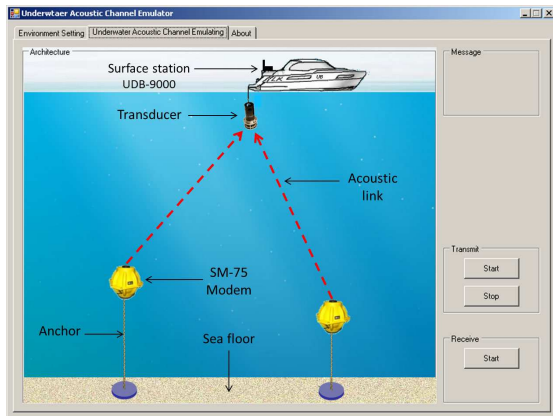 Underwtaer Acoustic Channel Emulator
Environment Setting
Underwater Acoustic Channel Emulating
About
Architecture
Surface station
UDB-9000
Transducer
Acoustic
link
SM-75
Modem
Anchor
Sea floor
Message
Transmit
Start
Stop
Receive
Start